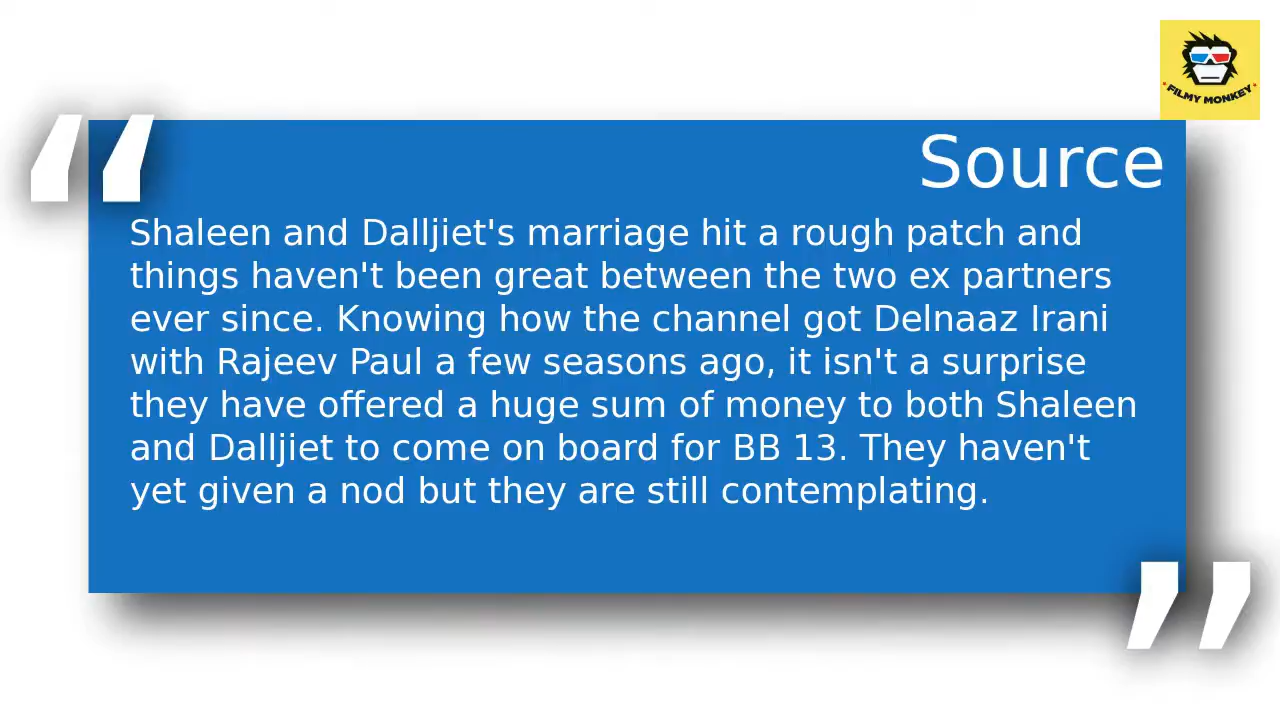 FILMY MONKEY
Source
Shaleen and Dalljiet's marriage hit a rough patch and
things haven't been great between the two ex partners
ever since. Knowing how the channel got Delnaaz Irani
with Rajeev Paul a few seasons ago, it isn't a surprise
they have offered a huge sum of money to both Shaleen
and Dalljiet to come on board for BB 13. They haven't
yet given a nod but they are still contemplating.